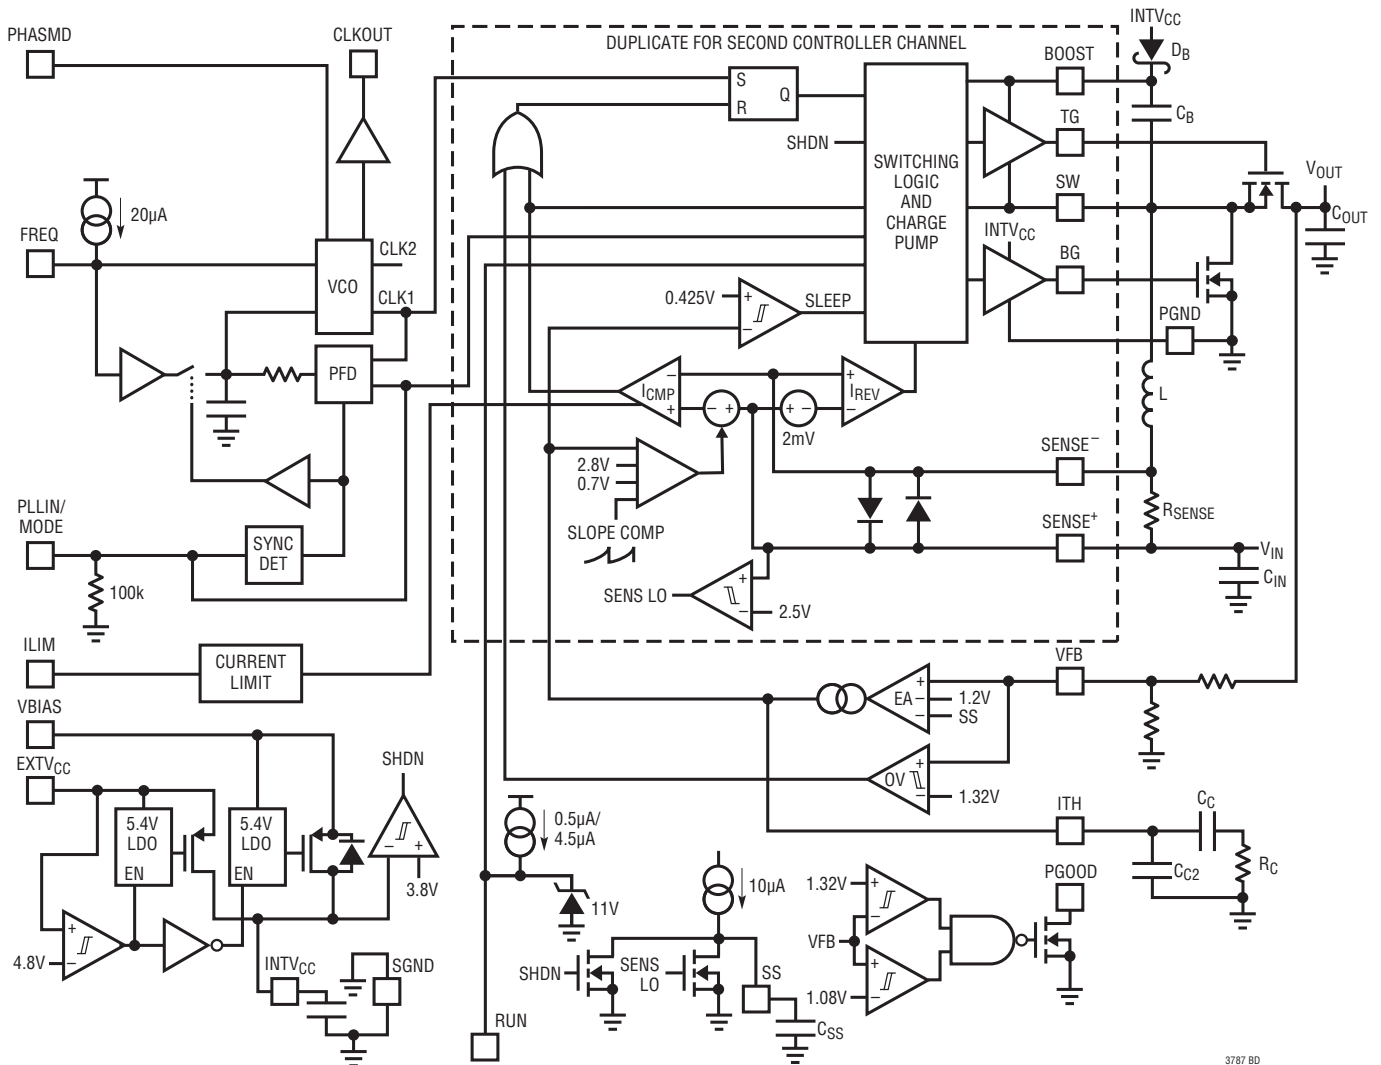 DUPLICATE FOR SECOND CONTROLLER CHANNEL
PHASMD
CLKOUT
INTVCC
DB
BOOST
CB
S
R
Q
SHDN
SWITCHING
LOGIC
AND
CHARGE
PUMP
TG
SW
VOUT
COUT
20µA
FREQ
VCO
CLK2
CLK1
INTVCC
BG
PGND
0.425V
+
–
SLEEP
PFD
ICMP
–
+
– +
+ –
2mV
+
–
IREV
L
2.8V
0.7V
SLOPE COMP
SENSE–
SENSE+
RSENSE
VIN
CIN
PLLIN/
MODE
SYNC
DET
100k
SENS LO
+
–
2.5V
ILIM
CURRENT
LIMIT
VFB
EA
+
–
–
1.2V
SS
OV
+
–
1.32V
VBIAS
EXTVCC
SHDN
5.4V
LDO
EN
5.4V
LDO
EN
–
+
3.8V
+
–
4.8V
INTVCC
SGND
0.5µA/
4.5µA
11V
10µA
SHDN
SENS
LO
SS
CSS
RUN
ITH
CC
CC2
RC
PGOOD
1.32V
+
–
VFB
+
–
1.08V
3787 BD